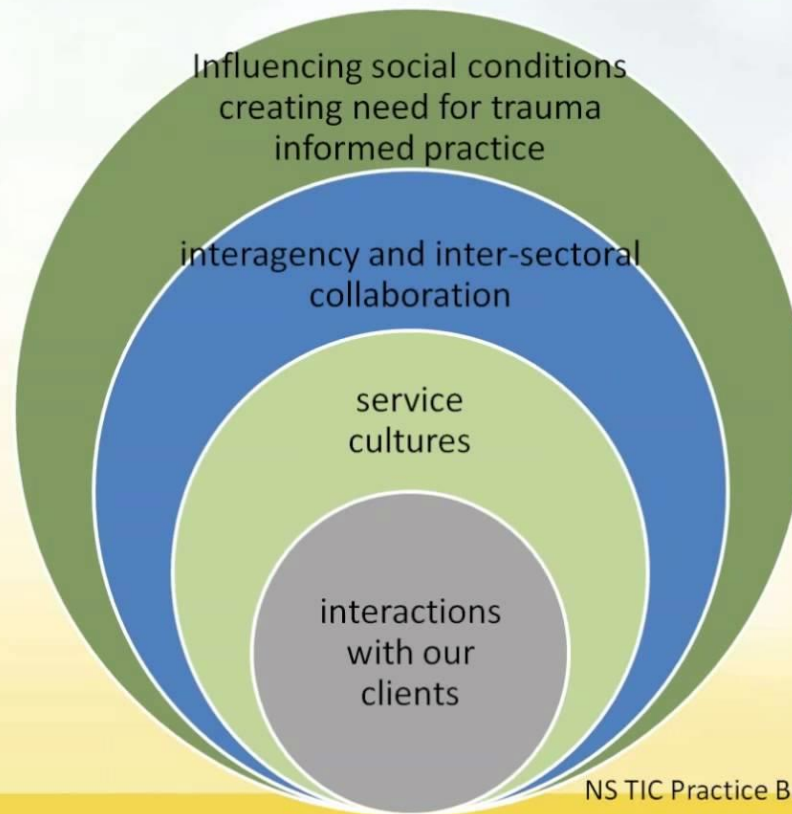 Influencing social conditions
creating need for trauma
informed practice
interagency and inter-sectoral
collaboration
service
cultures
interactions
with our
clients
NS TIC Practice B